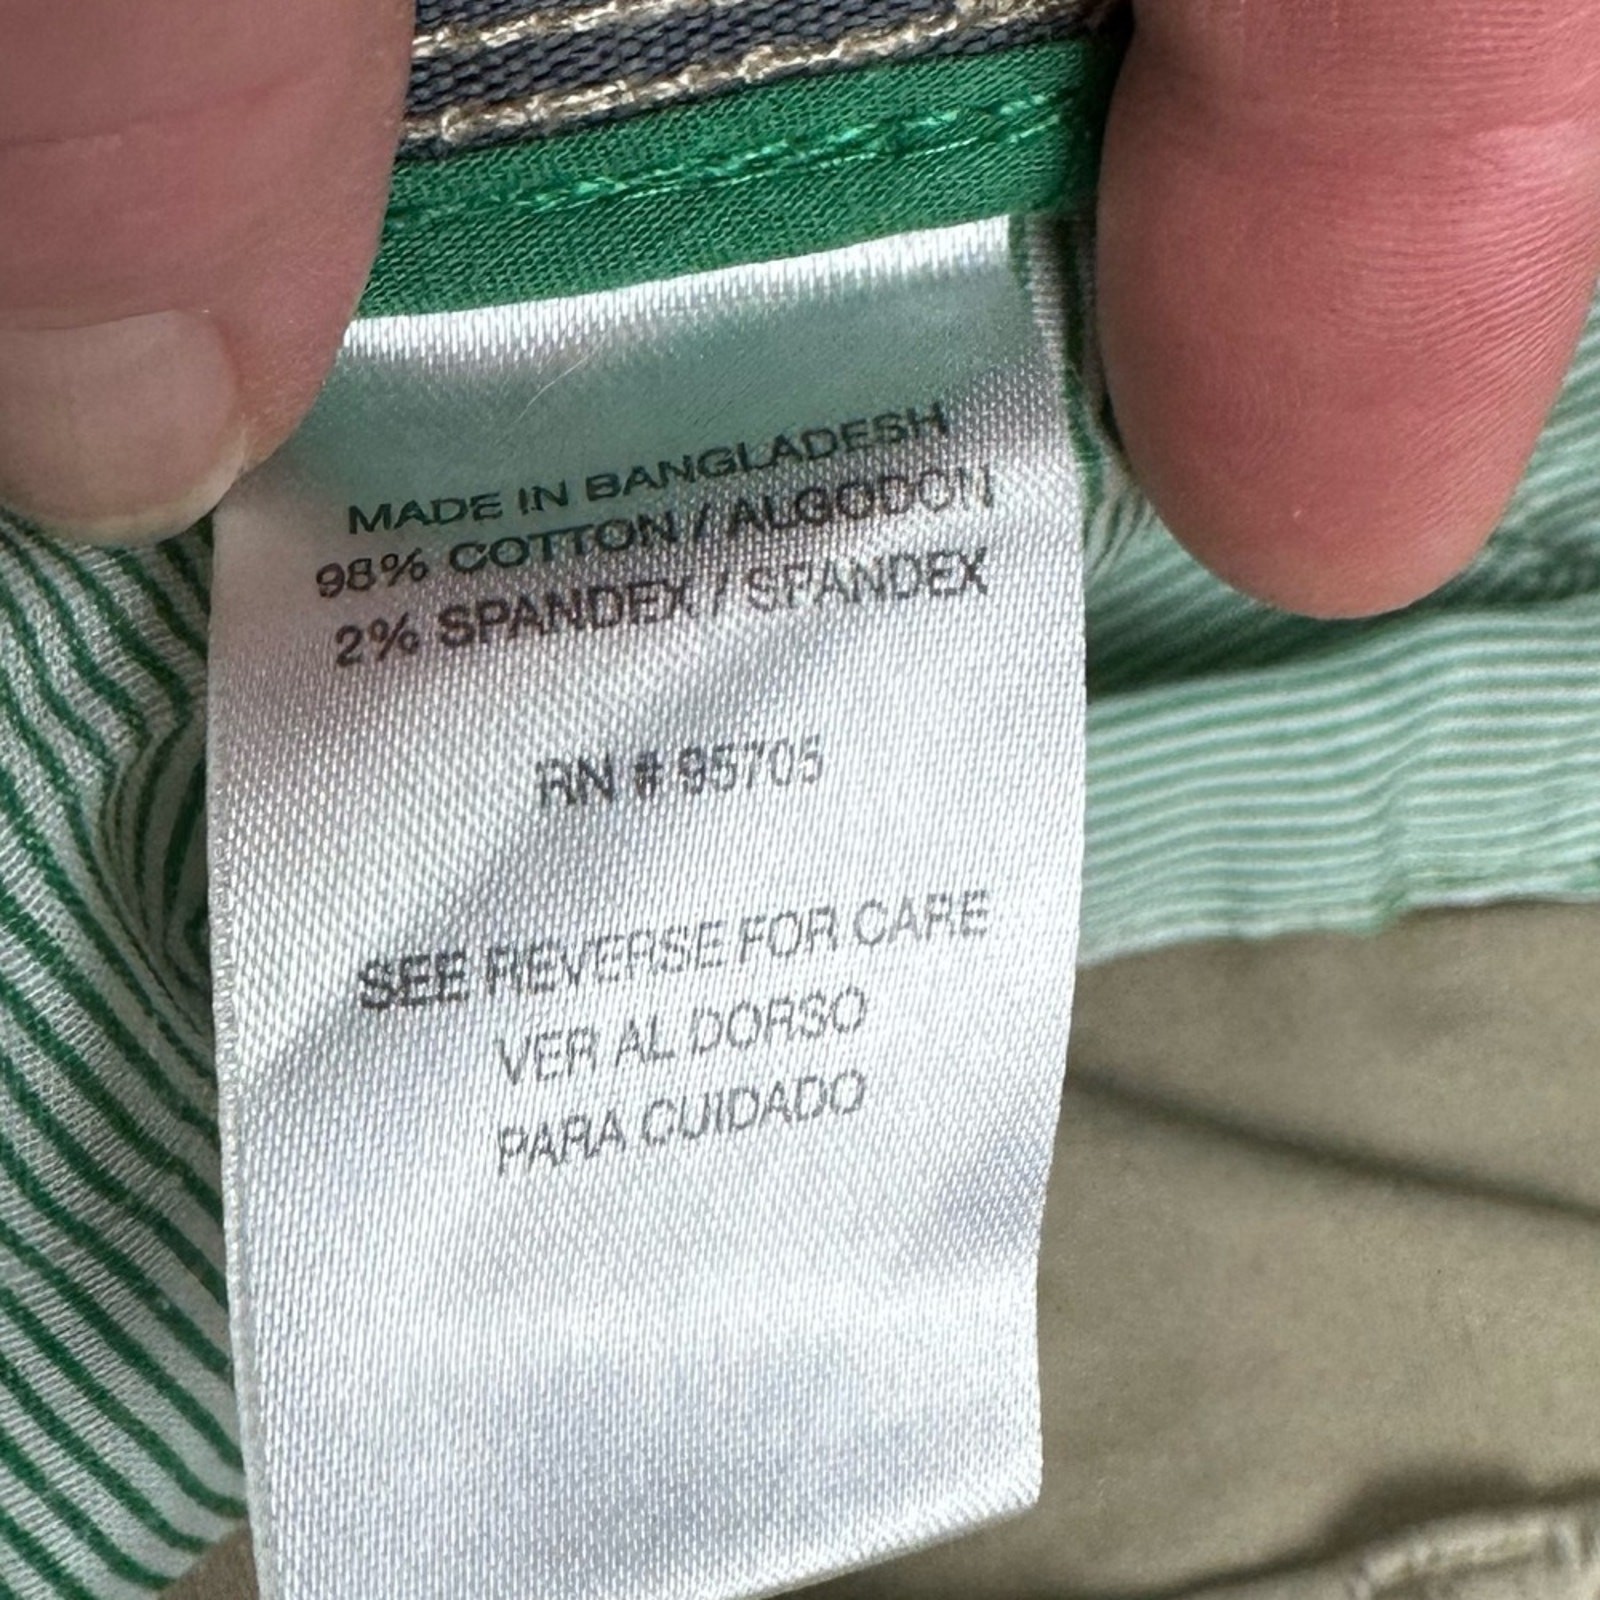 MADE IN BANGLADESH
98% COTTON / ALGODON
2% SPANDEX / SPANDEX
RN # 95705
SEE REVERSE FOR CARE
VER AL DORSO
PARA CUIDADO